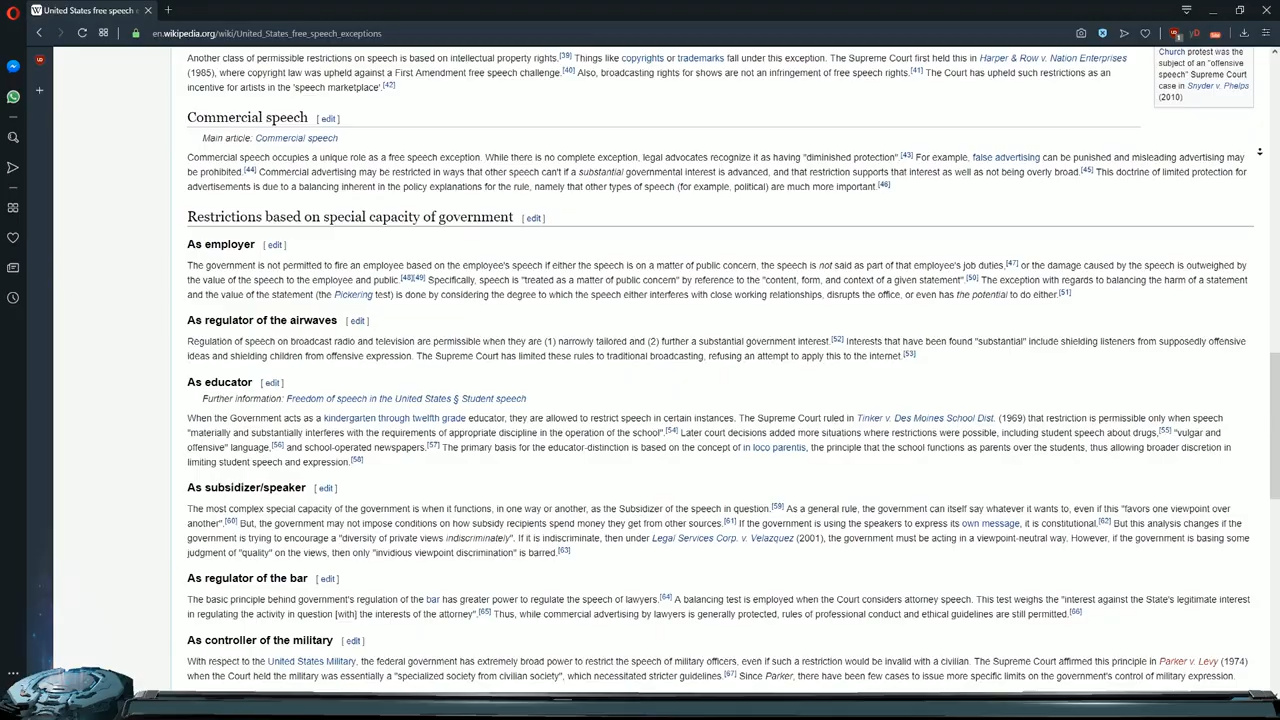 United States free speech
en.wikipedia.org/wiki/United_States_free_speech_exceptions
Another class of permissible restrictions on speech is based on intellectual property rights.[39] Things like copyrights or trademarks fall under this exception. The Supreme Court first held this in Harper & Row v. Nation Enterprises
(1985), where copyright law was upheld against a First Amendment free speech challenge.[40] Also, broadcasting rights for shows are not an infringement of free speech rights.[41] The Court has upheld such restrictions as an
incentive for artists in the 'speech marketplace'.[42]
Church protest was the
subject of an "offensive
speech" Supreme Court
case in Snyder v. Phelps
(2010)
Commercial speech [ edit ]
Main article: Commercial speech
Commercial speech occupies a unique role as a free speech exception. While there is no complete exception, legal advocates recognize it as having "diminished protection".[43] For example, false advertising can be punished and misleading advertising may
be prohibited.[44] Commercial advertising may be restricted in ways that other speech can't if a substantial governmental interest is advanced, and that restriction supports that interest as well as not being overly broad.[45] This doctrine of limited protection for
advertisements is due to a balancing inherent in the policy explanations for the rule, namely that other types of speech (for example, political) are much more important.[46]
Restrictions based on special capacity of government [ edit ]
As employer [ edit ]
The government is not permitted to fire an employee based on the employee's speech if either the speech is on a matter of public concern, the speech is not said as part of that employee's job duties,[47] or the damage caused by the speech is outweighed by
the value of the speech to the employee and public.[48][49] Specifically, speech is "treated as a matter of public concern" by reference to the "content, form, and context of a given statement".[50] The exception with regards to balancing the harm of a statement
and the value of the statement (the Pickering test) is done by considering the degree to which the speech either interferes with close working relationships, disrupts the office, or even has the potential to do either.[51]
As regulator of the airwaves [ edit ]
Regulation of speech on broadcast radio and television are permissible when they are (1) narrowly tailored and (2) further a substantial government interest.[52] Interests that have been found "substantial" include shielding listeners from supposedly offensive
ideas and shielding children from offensive expression. The Supreme Court has limited these rules to traditional broadcasting, refusing an attempt to apply this to the internet.[53]
As educator [ edit ]
Further information: Freedom of speech in the United States § Student speech
When the Government acts as a kindergarten through twelfth grade educator, they are allowed to restrict speech in certain instances. The Supreme Court ruled in Tinker v. Des Moines School Dist. (1969) that restriction is permissible only when speech
"materially and substantially interferes with the requirements of appropriate discipline in the operation of the school".[54] Later court decisions added more situations where restrictions were possible, including student speech about drugs,[55] "vulgar and
offensive" language,[56] and school-operated newspapers.[57] The primary basis for the educator-distinction is based on the concept of in loco parentis, the principle that the school functions as parents over the students, thus allowing broader discretion in
limiting student speech and expression.[58]
As subsidizer/speaker [ edit ]
The most complex special capacity of the government is when it functions, in one way or another, as the Subsidizer of the speech in question.[59] As a general rule, the government can itself say whatever it wants to, even if this "favors one viewpoint over
another".[60] But, the government may not impose conditions on how subsidy recipients spend money they get from other sources.[61] If the government is using the speakers to express its own message, it is constitutional.[62] But this analysis changes if the
government is trying to encourage a "diversity of private views indiscriminately". If it is indiscriminate, then under Legal Services Corp. v. Velazquez (2001), the government must be acting in a viewpoint-neutral way. However, if the government is basing some
judgment of "quality" on the views, then only "invidious viewpoint discrimination" is barred.[63]
As regulator of the bar [ edit ]
The basic principle behind government's regulation of the bar has greater power to regulate the speech of lawyers.[64] A balancing test is employed when the Court considers attorney speech. This test weighs the "interest against the State's legitimate interest
in regulating the activity in question [with] the interests of the attorney".[65] Thus, while commercial advertising by lawyers is generally protected, rules of professional conduct and ethical guidelines are still permitted.[66]
As controller of the military [ edit ]
With respect to the United States Military, the federal government has extremely broad power to restrict the speech of military officers, even if such a restriction would be invalid with a civilian. The Supreme Court affirmed this principle in Parker v. Levy (1974)
when the Court held the military was essentially a "specialized society from civilian society", which necessitated stricter guidelines.[67] Since Parker, there have been few cases to issue more specific limits on the government's control of military expression.